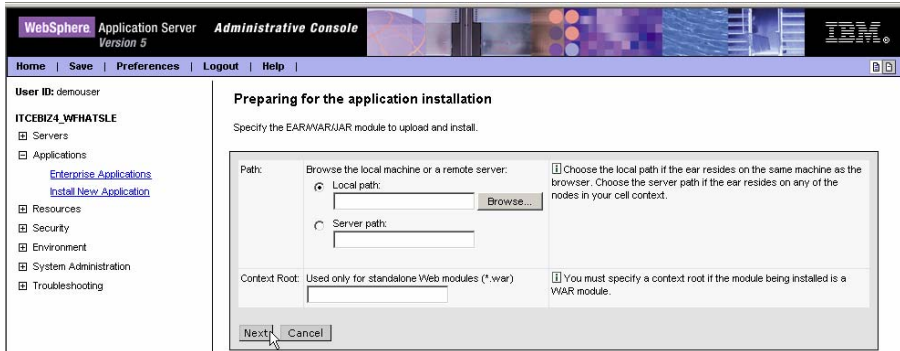 WebSphere Application Server Administrative Console
Version 5
IBM
Home | Save | Preferences | Logout | Help |
User ID: demouser
ITCEBIZ4_WFHATSLE
Servers
Applications
Enterprise Applications
Install New Application
Resources
Security
Environment
System Administration
Troubleshooting
Preparing for the application installation
Specify the EAR/WAR/JAR module to upload and install.
Path:
Browse the local machine or a remote server:
Local path:
Browse...
Server path:
Choose the local path if the ear resides on the same machine as the
browser. Choose the server path if the ear resides on any of the
nodes in your cell context.
Context Root:
Used only for standalone Web modules (*.war)
You must specify a context root if the module being installed is a
WAR module.
Next Cancel